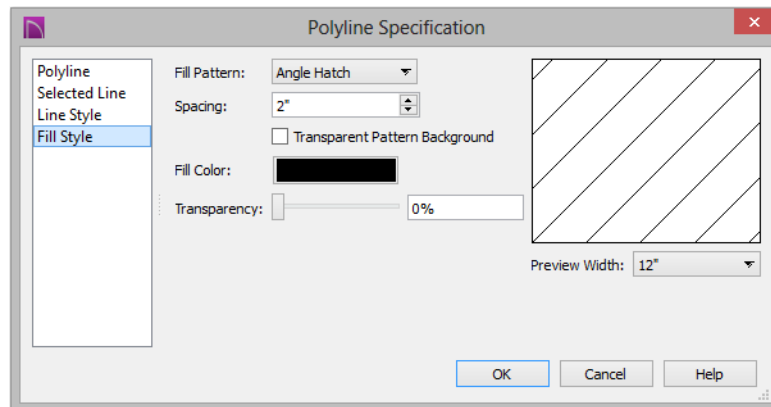 Polyline Specification
Polyline
Selected Line
Line Style
Fill Style
Fill Pattern: Angle Hatch
Spacing: 2"
Transparent Pattern Background
Fill Color:
Transparency: 0%
Preview Width: 12"
OK Cancel Help